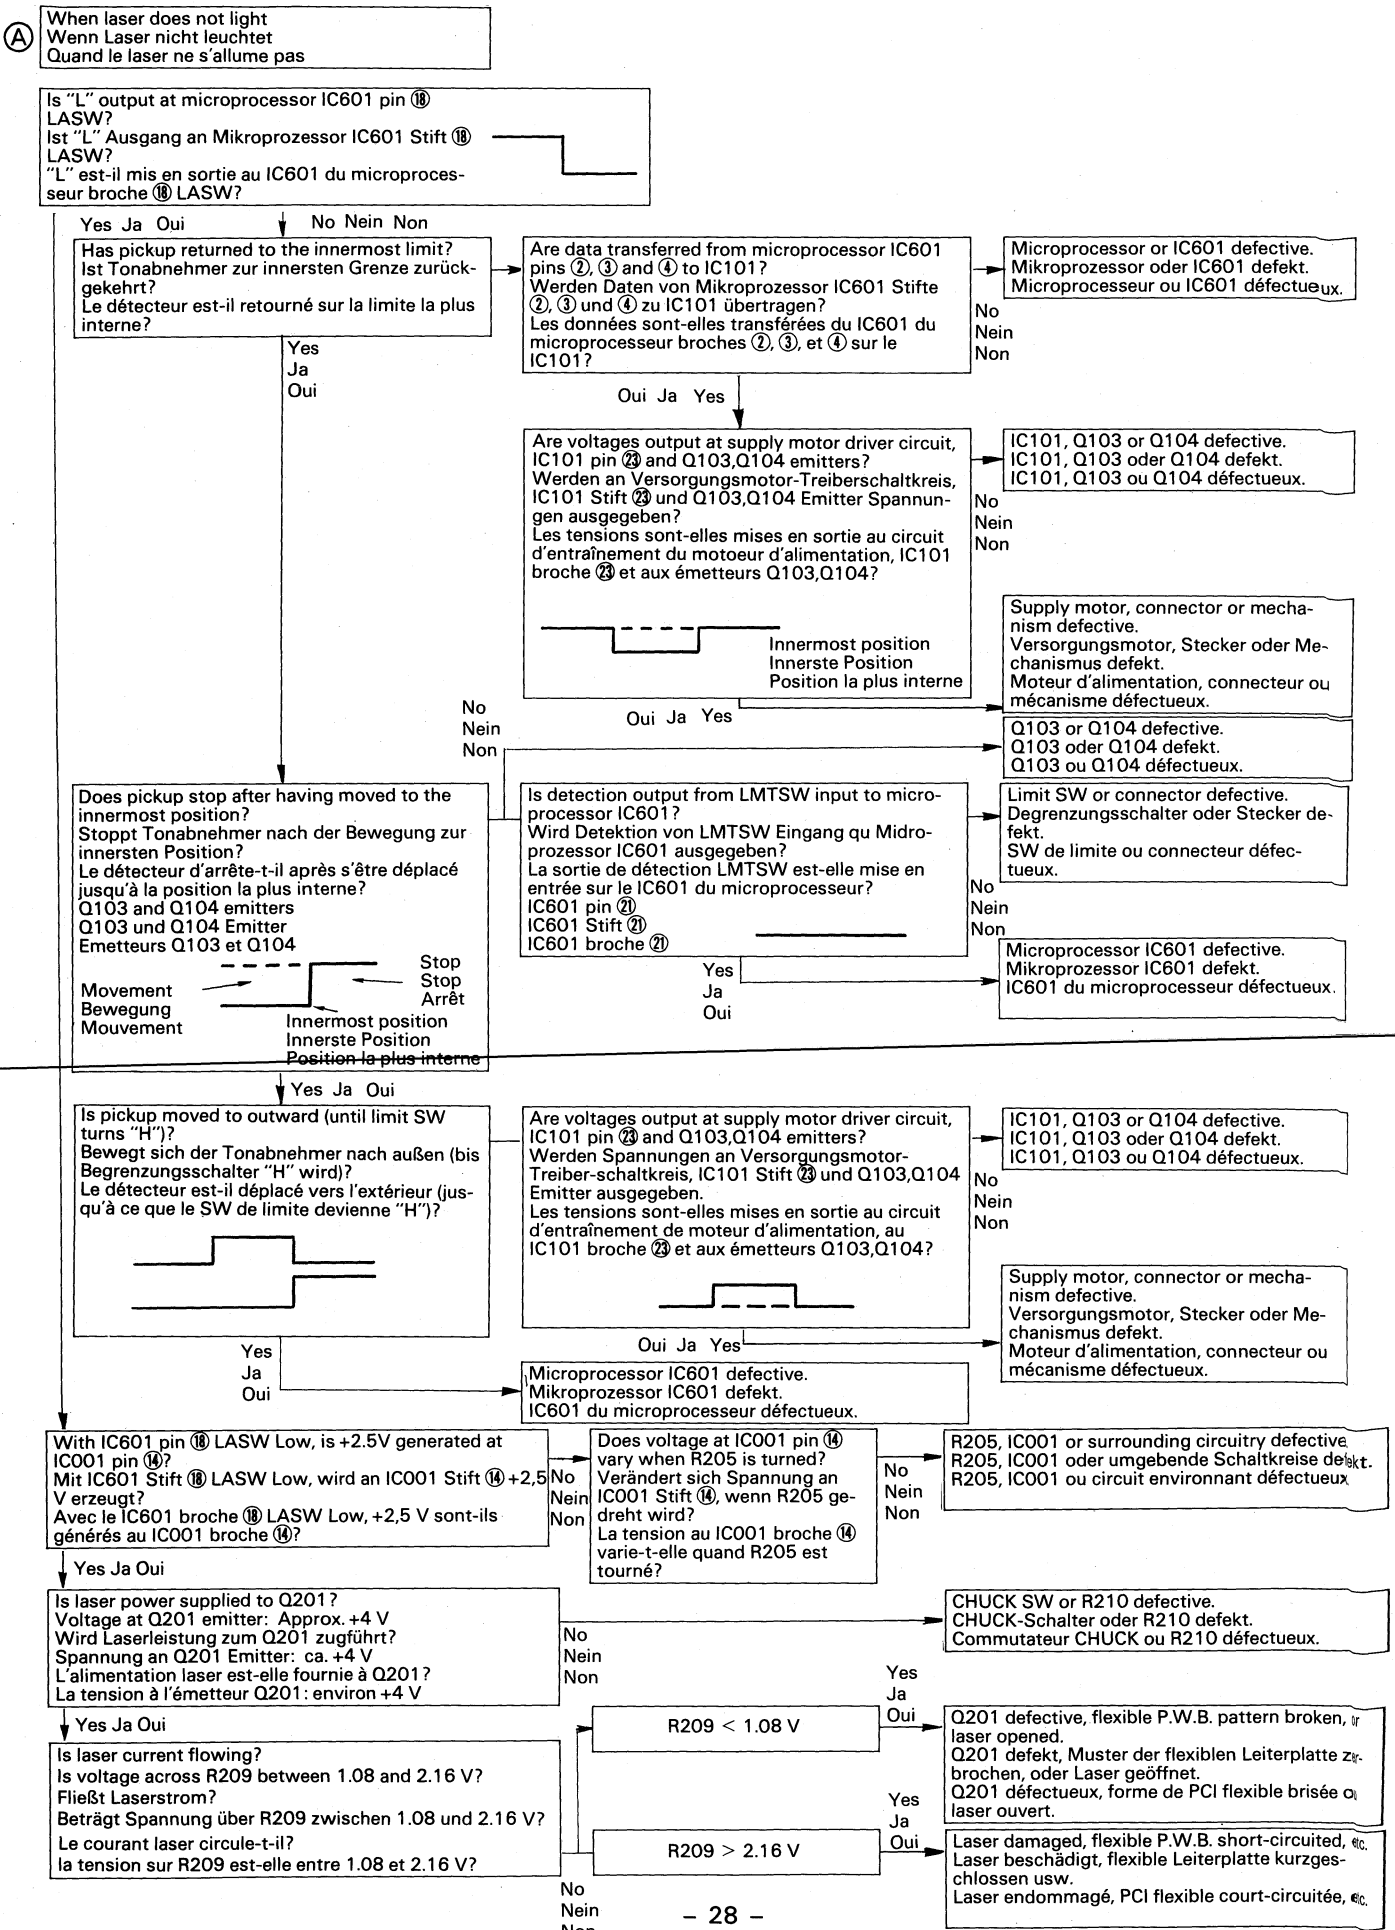 A
When laser does not light
Wenn Laser nicht leuchtet
Quand le laser ne s'allume pas
Is "L" output at microprocessor IC601 pin ⑱
LASW?
Ist "L" Ausgang an Mikroprozessor IC601 Stift ⑱
LASW?
"L" est-il mis en sortie au IC601 du microproces-
seur broche ⑱ LASW?
Yes Ja Oui
No Nein Non
Has pickup returned to the innermost limit?
Ist Tonabnehmer zur innersten Grenze zurück-
gekehrt?
Le détecteur est-il retourné sur la limite la plus
interne?
Yes
Ja
Oui
Are data transferred from microprocessor IC601
pins ②, ③ and ④ to IC101?
Werden Daten von Mikroprozessor IC601 Stifte
②, ③ und ④ zu IC101 übertragen?
Les données sont-elles transférées du IC601 du
microprocesseur broches ②, ③, et ④ sur le
IC101?
Microprocessor or IC601 defective.
Mikroprozessor oder IC601 defekt.
Microprocesseur ou IC601 défectueux.
No
Nein
Non
Oui Ja Yes
Are voltages output at supply motor driver circuit,
IC101 pin ㉓ and Q103,Q104 emitters?
Werden an Versorgungsmotor-Treiberschaltkreis,
IC101 Stift ㉓ und Q103,Q104 Emitter Spannun-
gen ausgegeben?
Les tensions sont-elles mises en sortie au circuit
d'entraînement du motoeur d'alimentation, IC101
broche ㉓ et aux émetteurs Q103,Q104?
Innermost position
Innerste Position
Position la plus interne
IC101, Q103 or Q104 defective.
IC101, Q103 oder Q104 defekt.
IC101, Q103 ou Q104 défectueux.
No
Nein
Non
Supply motor, connector or mecha-
nism defective.
Versorgungsmotor, Stecker oder Me-
chanismus defekt.
Moteur d'alimentation, connecteur ou
mécanisme défectueux.
Oui Ja Yes
No
Nein
Non
Q103 or Q104 defective.
Q103 oder Q104 defekt.
Q103 ou Q104 défectueux.
Does pickup stop after having moved to the
innermost position?
Stoppt Tonabnehmer nach der Bewegung zur
innersten Position?
Le détecteur d'arrête-t-il après s'être déplacé
jusqu'à la position la plus interne?
Q103 and Q104 emitters
Q103 und Q104 Emitter
Emetteurs Q103 et Q104
Stop
Stop
Arrêt
Movement
Bewegung
Mouvement
Innermost position
Innerste Position
Position la plus interne
Is detection output from LMTSW input to micro-
processor IC601?
Wird Detektion von LMTSW Eingang qu Midro-
prozessor IC601 ausgegeben?
La sortie de détection LMTSW est-elle mise en
entrée sur le IC601 du microprocesseur?
IC601 pin ㉑
IC601 Stift ㉑
IC601 broche ㉑
Limit SW or connector defective.
Degrenzungsschalter oder Stecker de-
fekt.
SW de limite ou connecteur défec-
tueux.
No
Nein
Non
Yes
Ja
Oui
Microprocessor IC601 defective.
Mikroprozessor IC601 defekt.
IC601 du microprocesseur défectueux.
Yes Ja Oui
Is pickup moved to outward (until limit SW
turns "H")?
Bewegt sich der Tonabnehmer nach außen (bis
Begrenzungsschalter "H" wird)?
Le détecteur est-il déplacé vers l'extérieur (jus-
qu'à ce que le SW de limite devienne "H")?
Are voltages output at supply motor driver circuit,
IC101 pin ㉓ and Q103,Q104 emitters?
Werden Spannungen an Versorgungsmotor-
Treiber-schaltkreis, IC101 Stift ㉓ und Q103,Q104
Emitter ausgegeben.
Les tensions sont-elles mises en sortie au circuit
d'entraînement de moteur d'alimentation, au
IC101 broche ㉓ et aux émetteurs Q103,Q104?
IC101, Q103 or Q104 defective.
IC101, Q103 oder Q104 defekt.
IC101, Q103 ou Q104 défectueux.
No
Nein
Non
Supply motor, connector or mecha-
nism defective.
Versorgungsmotor, Stecker oder Me-
chanismus defekt.
Moteur d'alimentation, connecteur ou
mécanisme défectueux.
Oui Ja Yes
Yes
Ja
Oui
Microprocessor IC601 defective.
Mikroprozessor IC601 defekt.
IC601 du microprocesseur défectueux.
With IC601 pin ⑱ LASW Low, is +2.5V generated at
IC001 pin ⑭?
Mit IC601 Stift ⑱ LASW Low, wird an IC001 Stift ⑭ +2,5
V erzeugt?
Avec le IC601 broche ⑱ LASW Low, +2,5 V sont-ils
générés au IC001 broche ⑭?
No
Nein
Non
Does voltage at IC001 pin ⑭
vary when R205 is turned?
Verändert sich Spannung an
IC001 Stift ⑭, wenn R205 ge-
dreht wird?
La tension au IC001 broche ⑭
varie-t-elle quand R205 est
tourné?
No
Nein
Non
R205, IC001 or surrounding circuitry defective.
R205, IC001 oder umgebende Schaltkreise defekt.
R205, IC001 ou circuit environnant défectueux
Yes Ja Oui
Is laser power supplied to Q201?
Voltage at Q201 emitter: Approx. +4 V
Wird Laserleistung zum Q201 zugführt?
Spannung an Q201 Emitter: ca. +4 V
L'alimentation laser est-elle fournie à Q201?
La tension à l'émetteur Q201: environ +4 V
No
Nein
Non
CHUCK SW or R210 defective.
CHUCK-Schalter oder R210 defekt.
Commutateur CHUCK ou R210 défectueux.
Yes Ja Oui
Is laser current flowing?
Is voltage across R209 between 1.08 and 2.16 V?
Fließt Laserstrom?
Beträgt Spannung über R209 zwischen 1.08 und 2.16 V?
Le courant laser circule-t-il?
la tension sur R209 est-elle entre 1.08 et 2.16 V?
R209 < 1.08 V
Yes
Ja
Oui
Q201 defective, flexible P.W.B. pattern broken, or
laser opened.
Q201 defekt, Muster der flexiblen Leiterplatte zer-
brochen, oder Laser geöffnet.
Q201 défectueux, forme de PCI flexible brisée ou
laser ouvert.
R209 > 2.16 V
Yes
Ja
Oui
Laser damaged, flexible P.W.B. short-circuited, etc.
Laser beschädigt, flexible Leiterplatte kurzges-
chlossen usw.
Laser endommagé, PCI flexible court-circuitée, etc.
No
Nein
Non
– 28 –